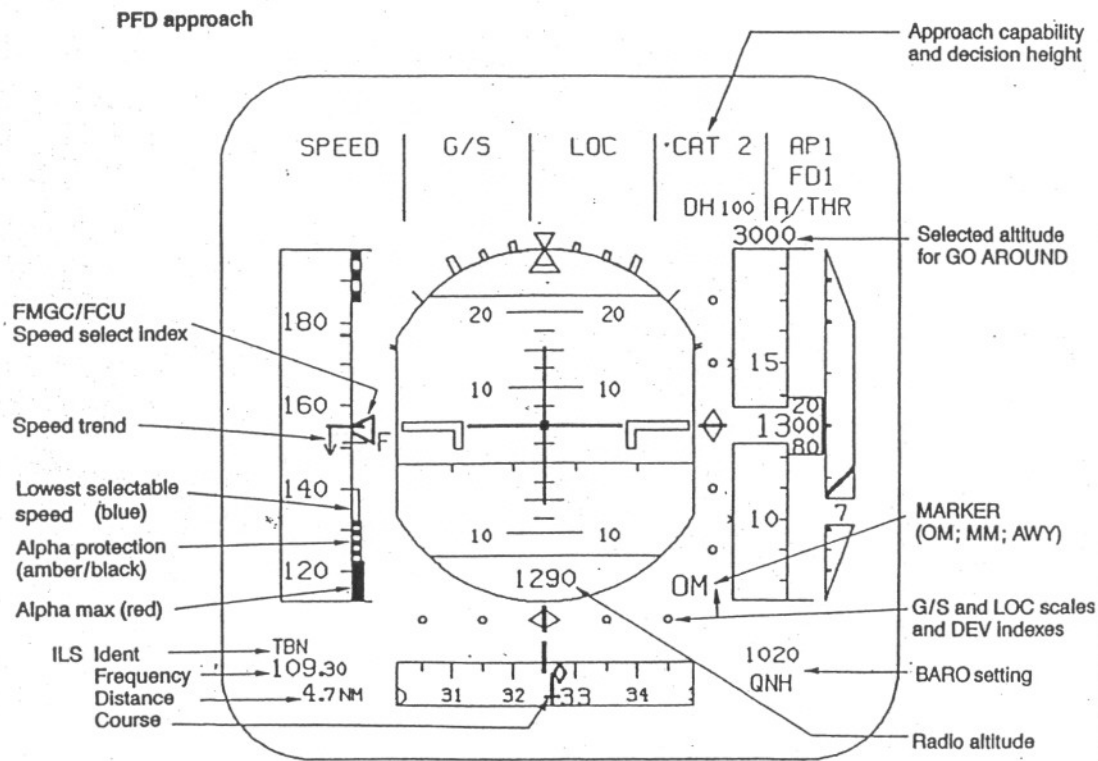 PFD approach
Approach capability
and decision height
SPEED G/S LOC CAT 2 AP1
FD1
DH 100 A/THR
3000
Selected altitude
for GO AROUND
FMGC/FCU
Speed select index
180
160
140
120
Speed trend
F
Lowest selectable
speed (blue)
Alpha protection
(amber/black)
Alpha max (red)
20 20
10 10
10 10
1290
15
20
13 00
80
10
7
OM
MARKER
(OM; MM; AWY)
G/S and LOC scales
and DEV indexes
ILS Ident TBN
Frequency 109.30
Distance 4.7NM
Course
31 32 33 34
1020
QNH
BARO setting
Radio altitude